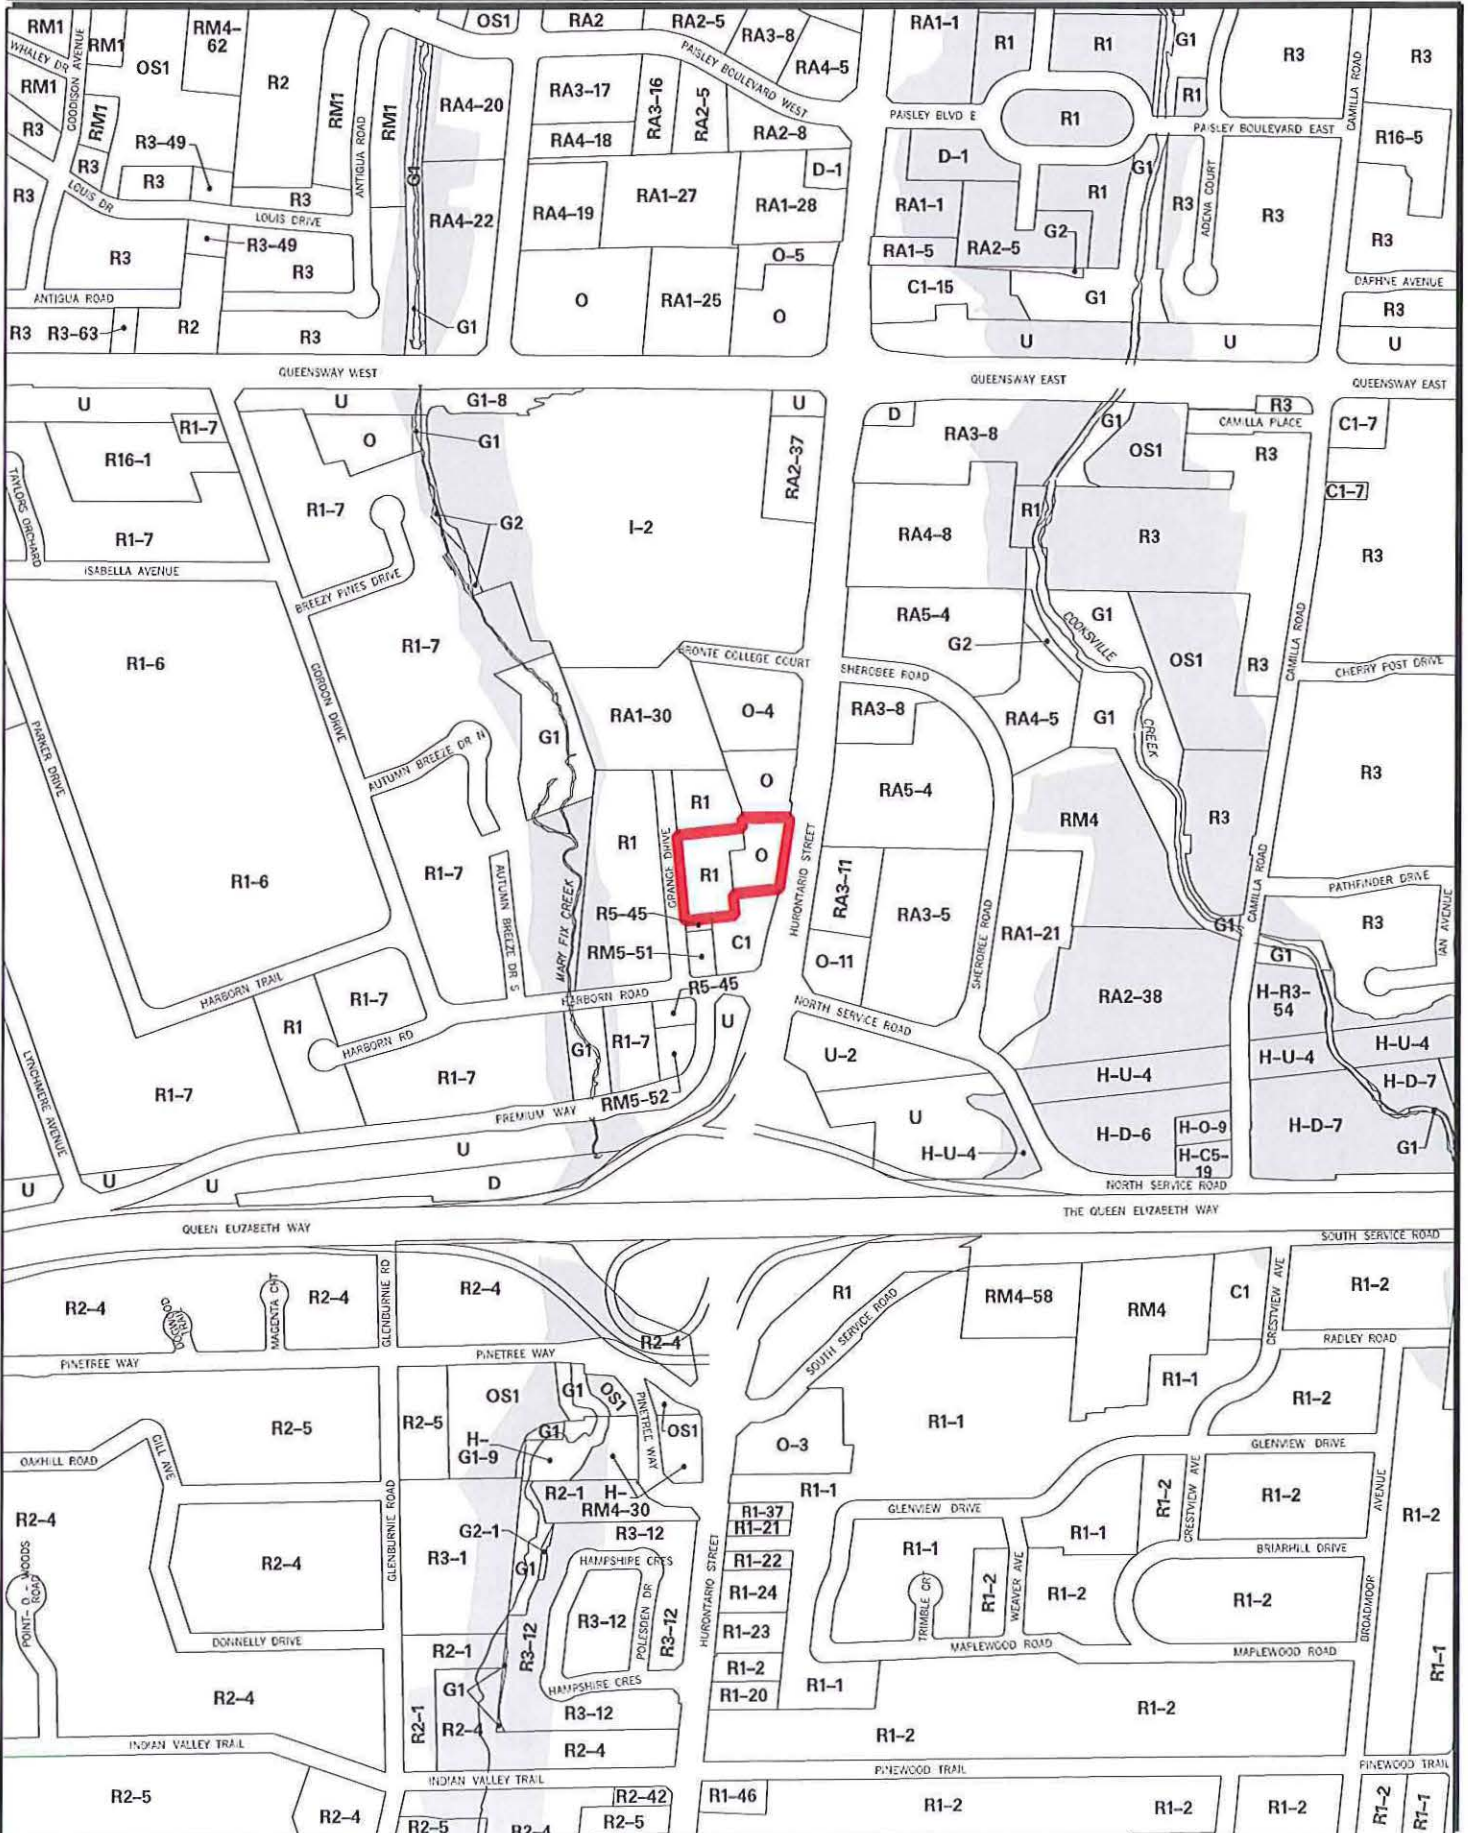 RM1
RM1
RM4-
62
OS1
RA2
RA2-5
RA3-8
RA4-5
RA1-1
R1
R1
G1
R3
CAMILLA ROAD
R3
WHALEY DR
GOODISON AVENUE
OS1
R2
PAISLEY BOULEVARD WEST
RM1
RM1
RM1
RM1
RA4-20
RA3-17
RA3-16
RA2-5
RA2-8
R1
PAISLEY BLVD E
R1
PAISLEY BOULEVARD EAST
R16-5
R3
R3-49
ANTIGUA ROAD
RA4-18
D-1
D-1
G1
R3
R3
G1
R3
R3
LOUIS DR
R3
LOUIS DRIVE
RA4-22
RA4-19
RA1-27
RA1-28
RA1-1
R1
R3
ADENA COURT
R3
R3-49
R3
R3
O-5
RA1-5
RA2-5
G2
R3
ANTIGUA ROAD
O
RA1-25
O
C1-15
G1
DAPHNE AVENUE
R3
R3
R3-63
R2
R3
G1
U
U
U
QUEENSWAY WEST
QUEENSWAY EAST
QUEENSWAY EAST
U
U
G1-8
U
D
R3
CAMILLA PLACE
C1-7
R1-7
O
G1
RA2-37
RA3-8
G1
OS1
R3
R16-1
TAYLORS ORCHARD
C1-7
R1-7
R1-7
G2
I-2
RA4-8
R1
R3
R3
ISABELLA AVENUE
BREEZY PINES DRIVE
R1-6
R1-7
RA5-4
G2
G1
COOKSVILLE
CREEK
OS1
R3
CAMILLA ROAD
CHERRY POST DRIVE
BRONTE COLLEGE COURT
SHEROBEE ROAD
GORDON DRIVE
PARKER DRIVE
G1
RA1-30
O-4
RA3-8
RA4-5
G1
AUTUMN BREEZE DR N
R1
O
RA5-4
RM4
R3
R3
R1-6
R1-7
AUTUMN BREEZE DR S
MARY FIX CREEK
R1
GRANGE DRIVE
R1
O
HURONTARIO STREET
RA3-11
RA3-5
SHEROBEE ROAD
RA1-21
CAMILLA ROAD
PATHFINDER DRIVE
R3
IAN AVENUE
R5-45
RM5-51
C1
O-11
G1
G1
HARBORN TRAIL
R1-7
HARBORN ROAD
R5-45
NORTH SERVICE ROAD
RA2-38
H-R3-
54
R1
HARBORN RD
G1
R1-7
U
U-2
H-U-4
H-U-4
H-U-4
LYNCHMERE AVENUE
R1-7
R1-7
RM5-52
H-D-7
PREMIUM WAY
U
H-D-6
H-O-9
H-D-7
G1
U
H-U-4
H-C5-
19
U
U
U
D
NORTH SERVICE ROAD
QUEEN ELIZABETH WAY
THE QUEEN ELIZABETH WAY
SOUTH SERVICE ROAD
R2-4
DOGWOOD TRAIL
MAGENTA CRT
R2-4
GLENBURNIE RD
R2-4
R2-4
R1
SOUTH SERVICE ROAD
RM4-58
RM4
C1
CRESTVIEW AVE
R1-2
RADLEY ROAD
PINETREE WAY
PINETREE WAY
R1-1
R1-2
R2-5
R2-5
OS1
G1
OS1
PINETREE WAY
OS1
R1-1
OAKHILL ROAD
GILL AVE
H-
G1-9
G1
O-3
GLENVIEW DRIVE
R2-4
R2-1
H-
RM4-30
R1-1
R1-37
GLENVIEW DRIVE
R1-2
CRESTVIEW AVE
R1-2
AVENUE
R1-2
G2-1
R3-12
R1-21
R1-1
R1-1
BRIARHILL DRIVE
POINT-O-WOODS
ROAD
R2-4
GLENBURNIE ROAD
R3-1
G1
HAMPSHIRE CRES
HURONTARIO STREET
R1-22
R1-24
TRIMBLE CR
R1-2
WEAVER AVE
R1-2
R1-2
BROADMOOR
R3-12
POLESDEN DR
R3-12
R3-12
R1-23
DONNELLY DRIVE
R2-1
MAPLEWOOD ROAD
MAPLEWOOD ROAD
R1-1
G1
HAMPSHIRE CRES
R1-2
R1-20
R1-1
R2-4
R2-1
R2-4
R3-12
R1-2
R1-2
INDIAN VALLEY TRAIL
R2-4
INDIAN VALLEY TRAIL
PINEWOOD TRAIL
PINEWOOD TRAIL
R2-5
R2-4
R2-5
R2-4
R2-42
R2-5
R1-46
R1-2
R1-2
R1-2
R1-2
R1-1